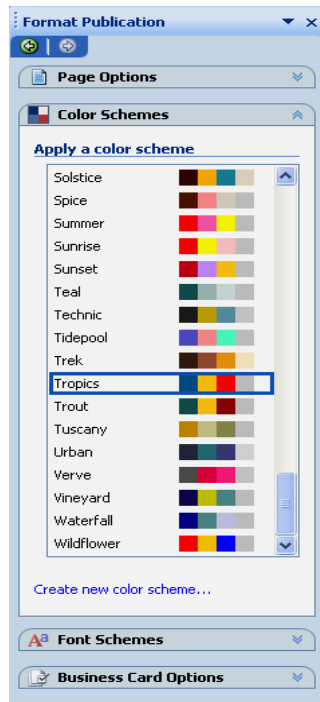 Format Publication
Page Options
Color Schemes
Apply a color scheme
Solstice
Spice
Summer
Sunrise
Sunset
Teal
Technic
Tidepool
Trek
Tropics
Trout
Tuscany
Urban
Verve
Vineyard
Waterfall
Wildflower
Create new color scheme...
Aa Font Schemes
Business Card Options